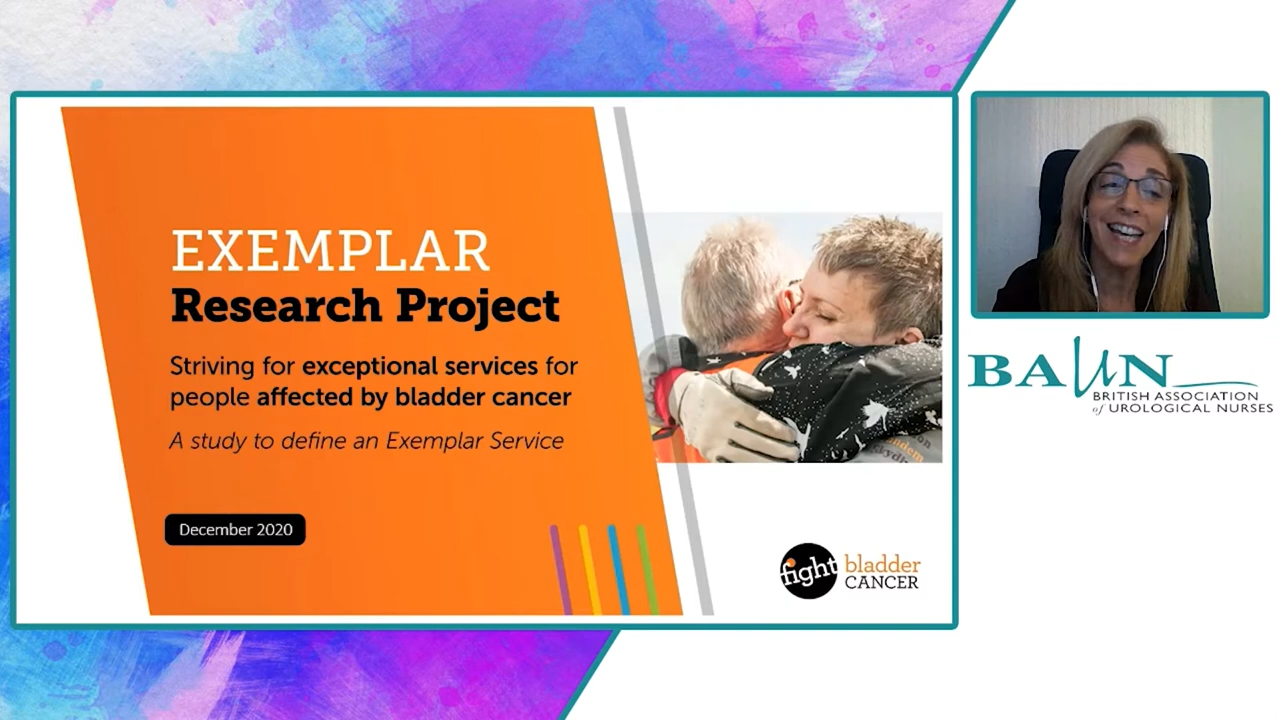 EXEMPLAR
Research Project
Striving for exceptional services for
people affected by bladder cancer
A study to define an Exemplar Service
December 2020
fight bladder
CANCER
BAUN
BRITISH ASSOCIATION
of UROLOGICAL NURSES